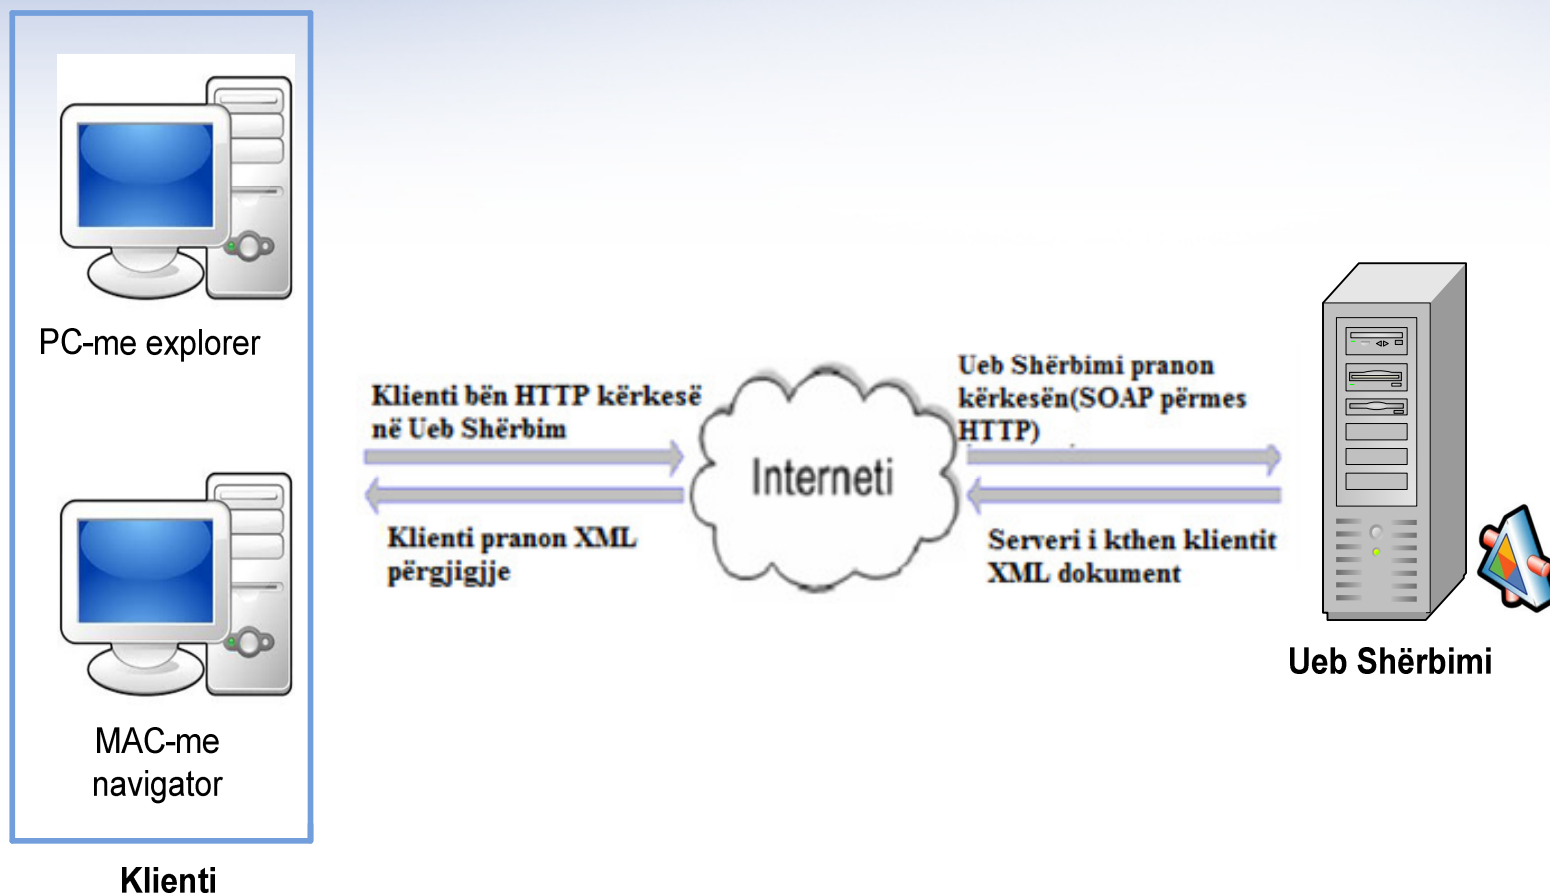 PC-me explorer
MAC-me
navigator
Klienti
Klienti bën HTTP kërkesë
në Ueb Shërbim
Klienti pranon XML
përgjigjje
Interneti
Ueb Shërbimi pranon
kërkesën(SOAP përmes
HTTP)
Serveri i kthen klientit
XML dokument
Ueb Shërbimi